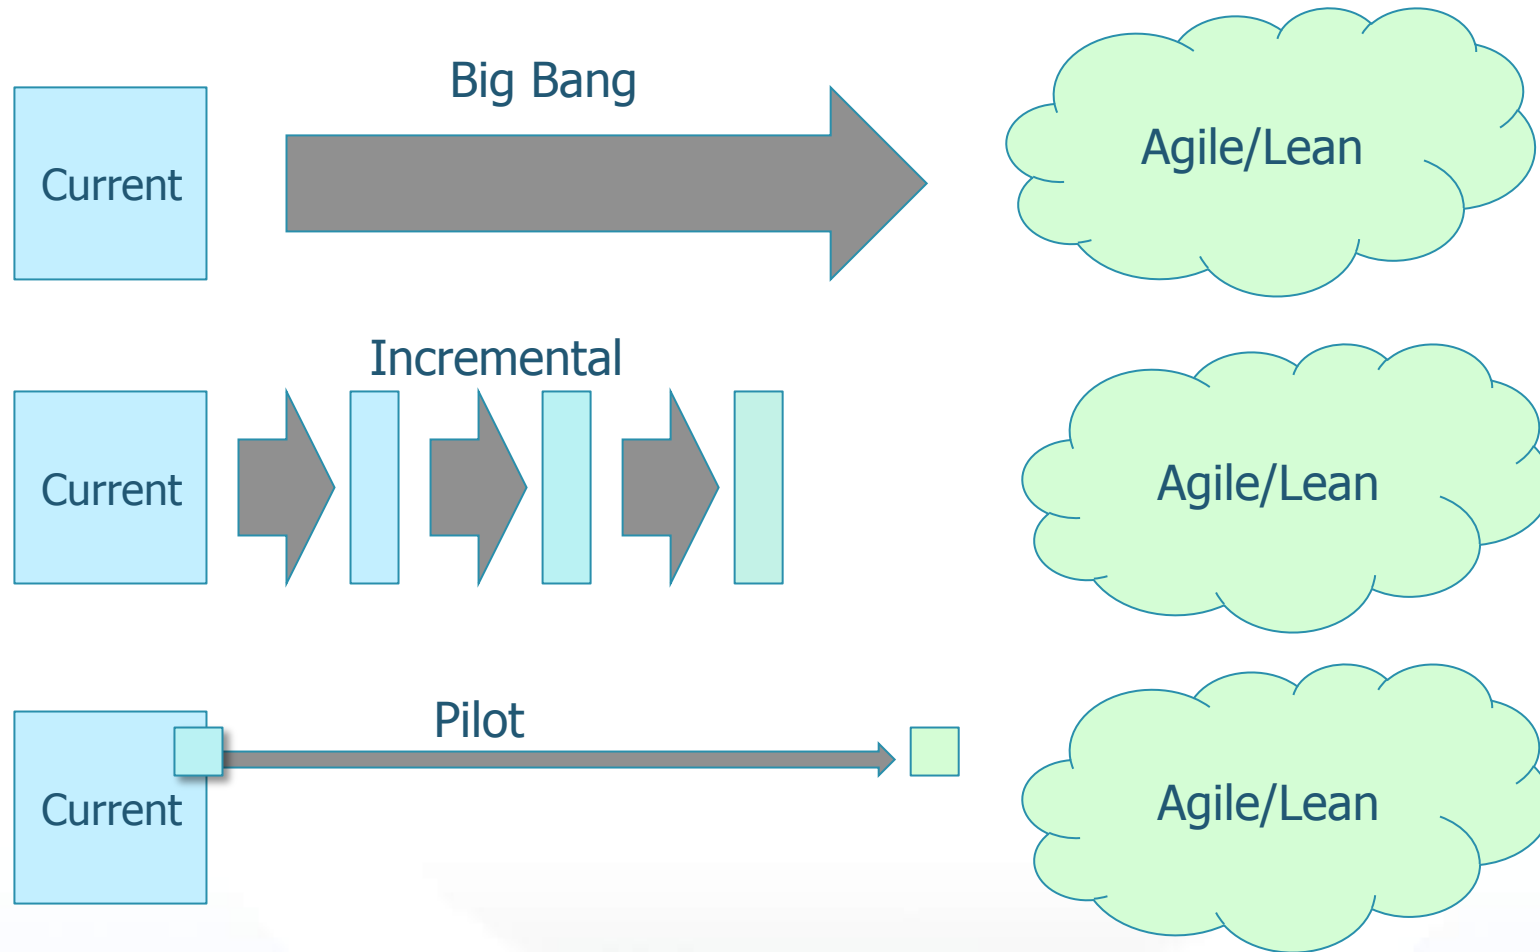 Big Bang
Current
Agile/Lean
Incremental
Current
Agile/Lean
Pilot
Current
Agile/Lean